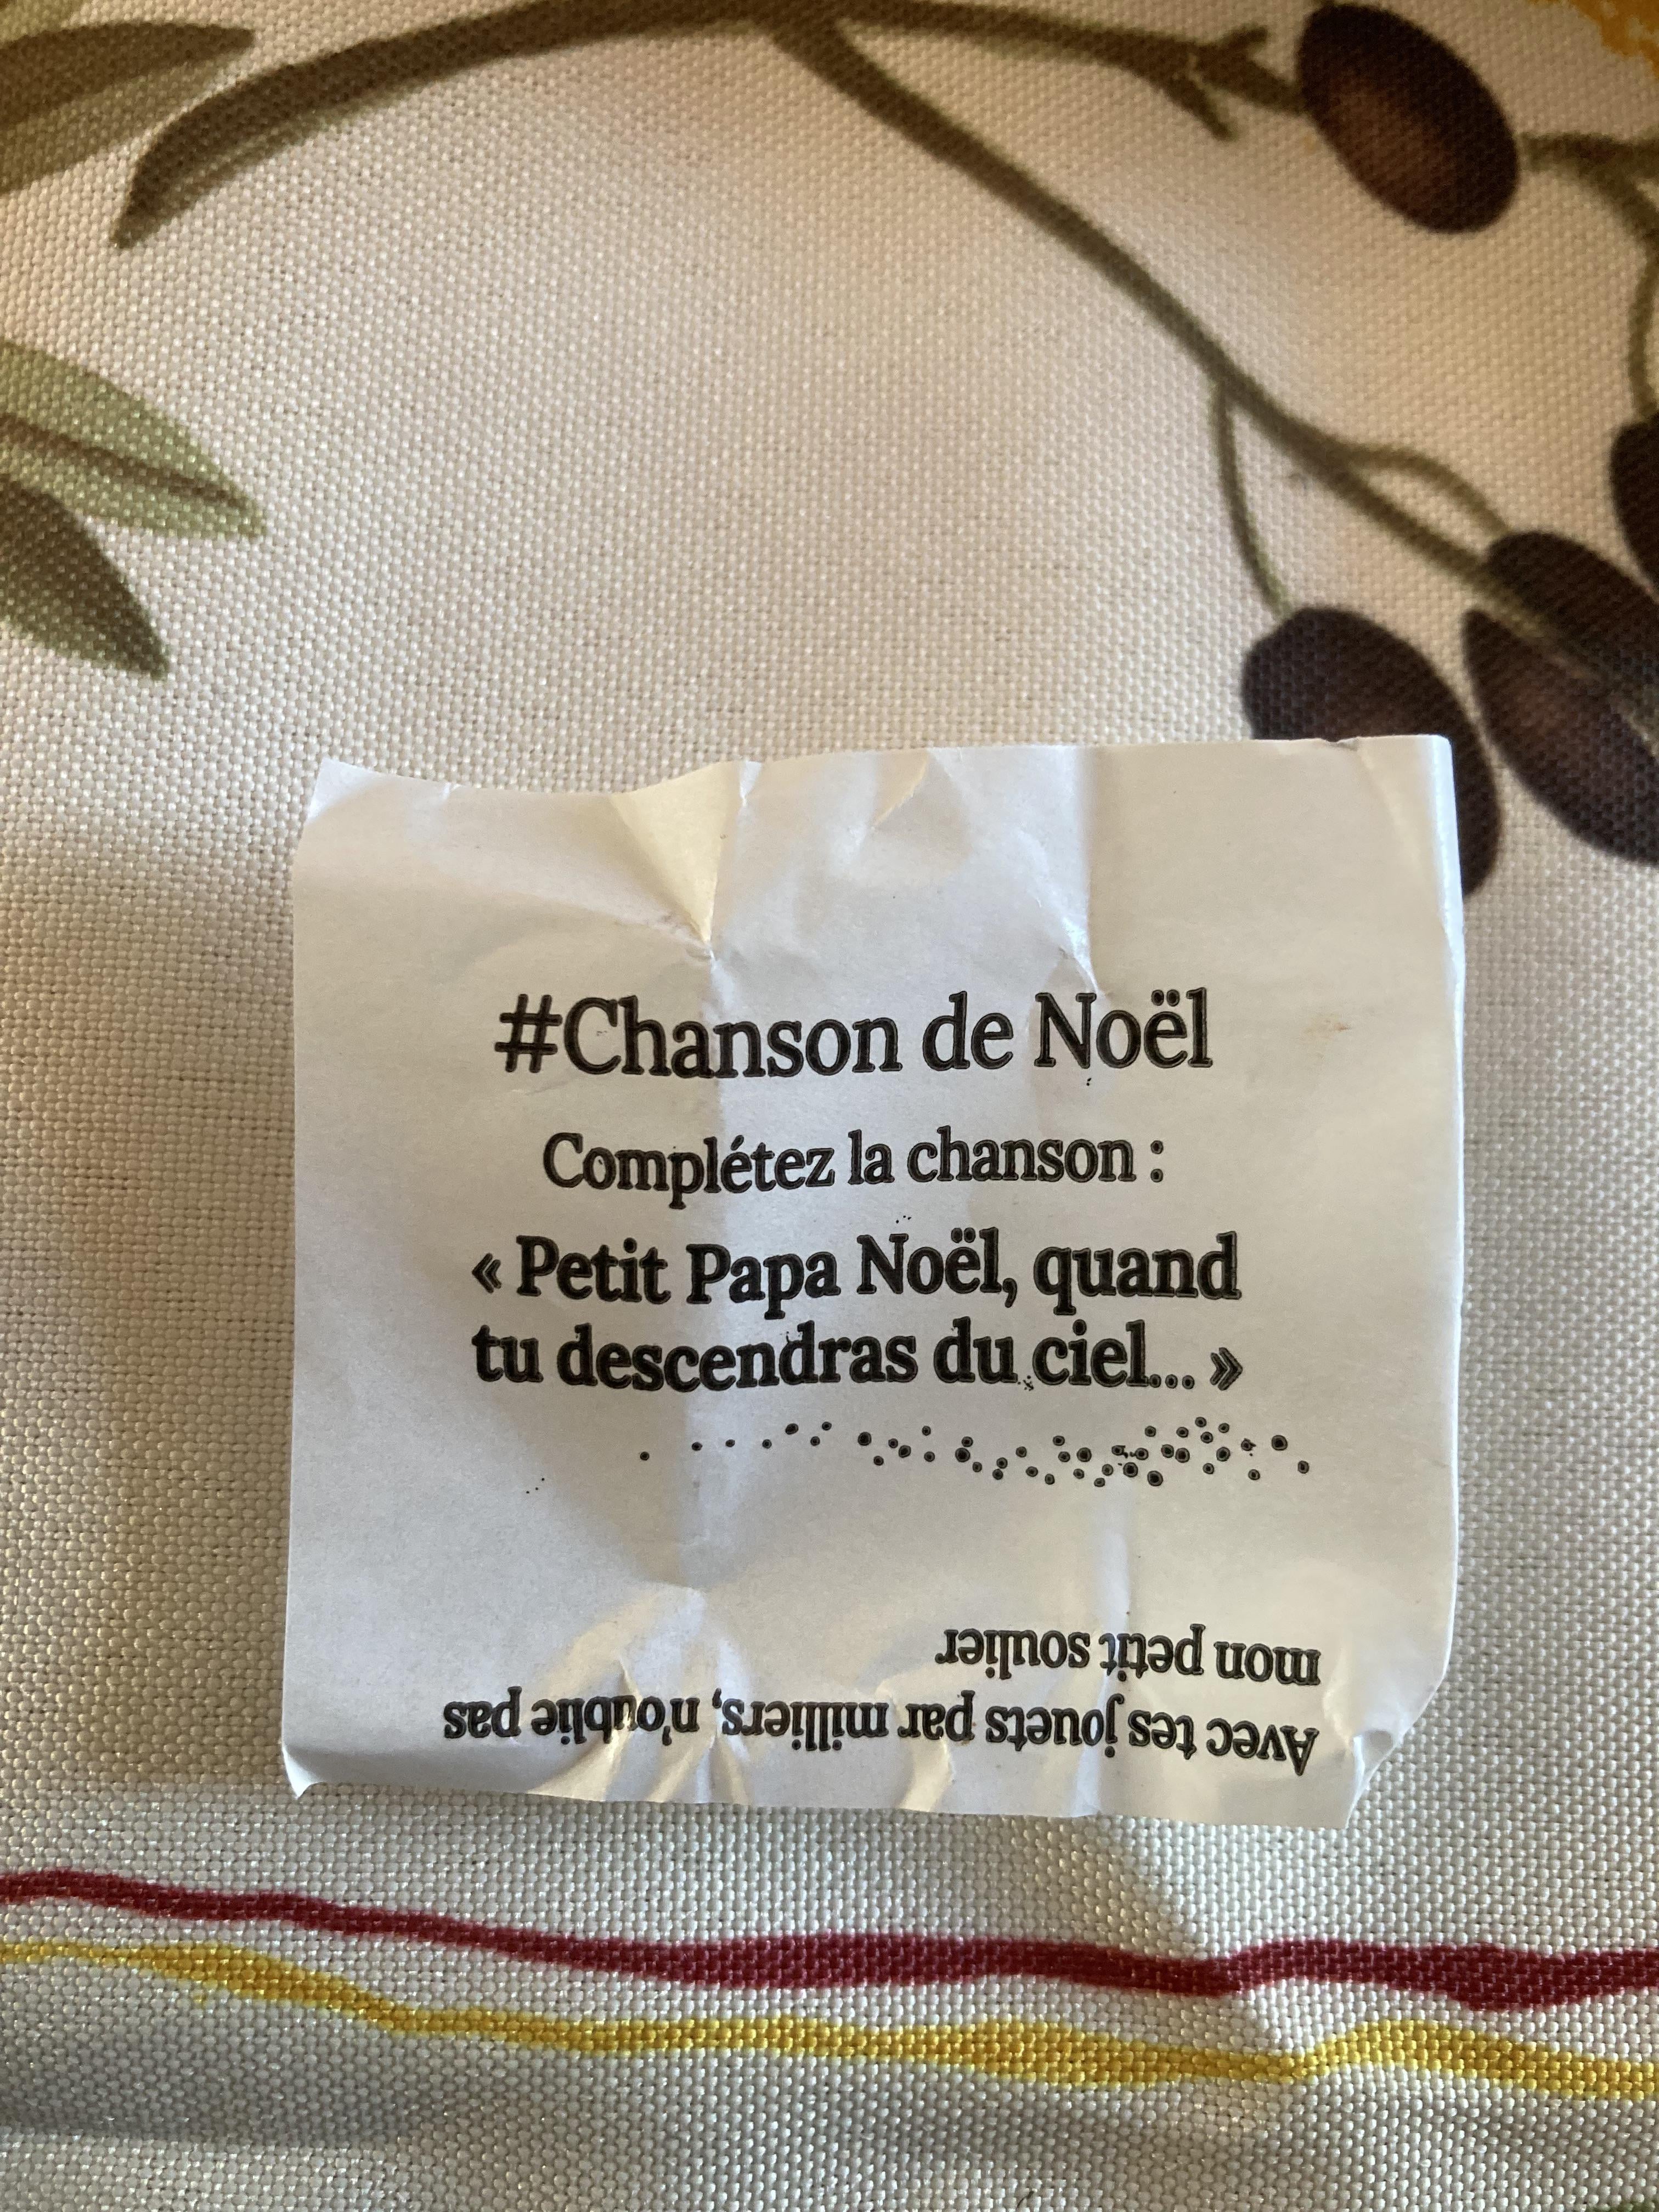 #Chanson de Noël
Complétez la chanson :
« Petit Papa Noël, quand
tu descendras du ciel... »
Avec tes jouets par milliers, n'oublie pas
mon petit soulier